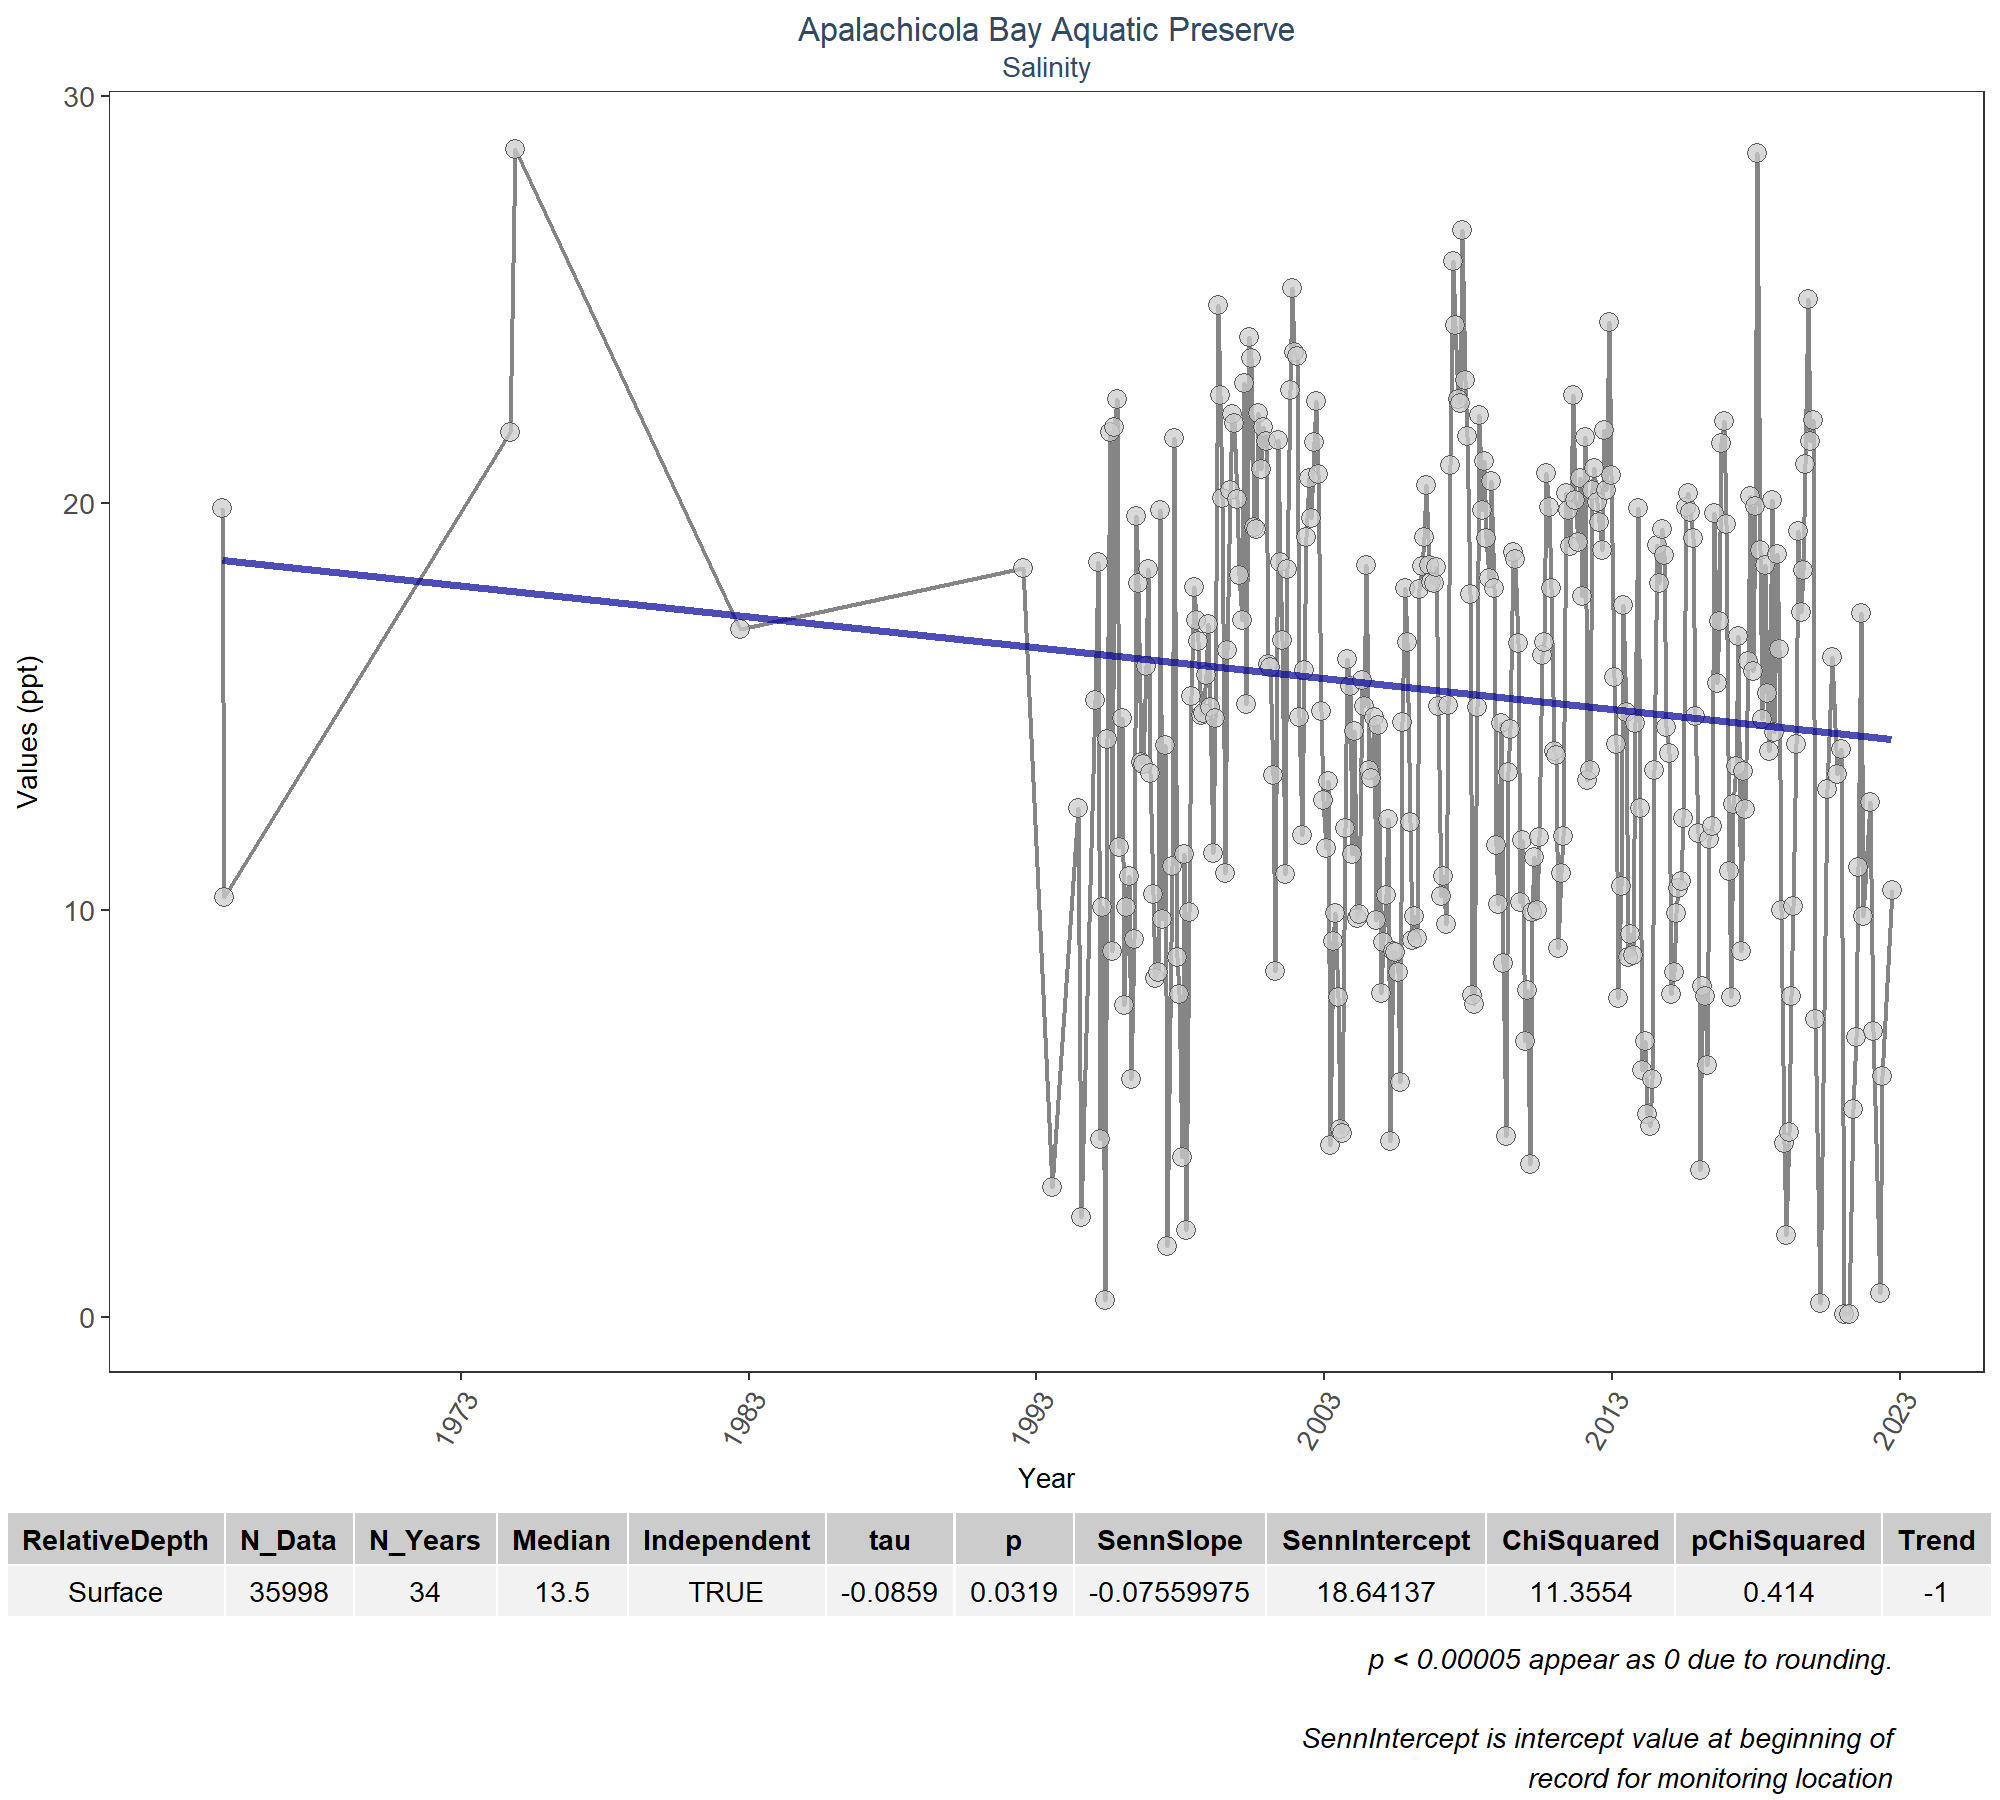 Apalachicola Bay Aquatic Preserve
Salinity
30
20
10
0
Values (ppt)
1973
1983
1993
2003
2013
2023
Year
RelativeDepth N_Data N_Years Median Independent tau p SennSlope SennIntercept ChiSquared pChiSquared Trend
Surface 35998 34 13.5 TRUE -0.0859 0.0319 -0.07559975 18.64137 11.3554 0.414 -1
p < 0.00005 appear as 0 due to rounding.
SennIntercept is intercept value at beginning of
record for monitoring location